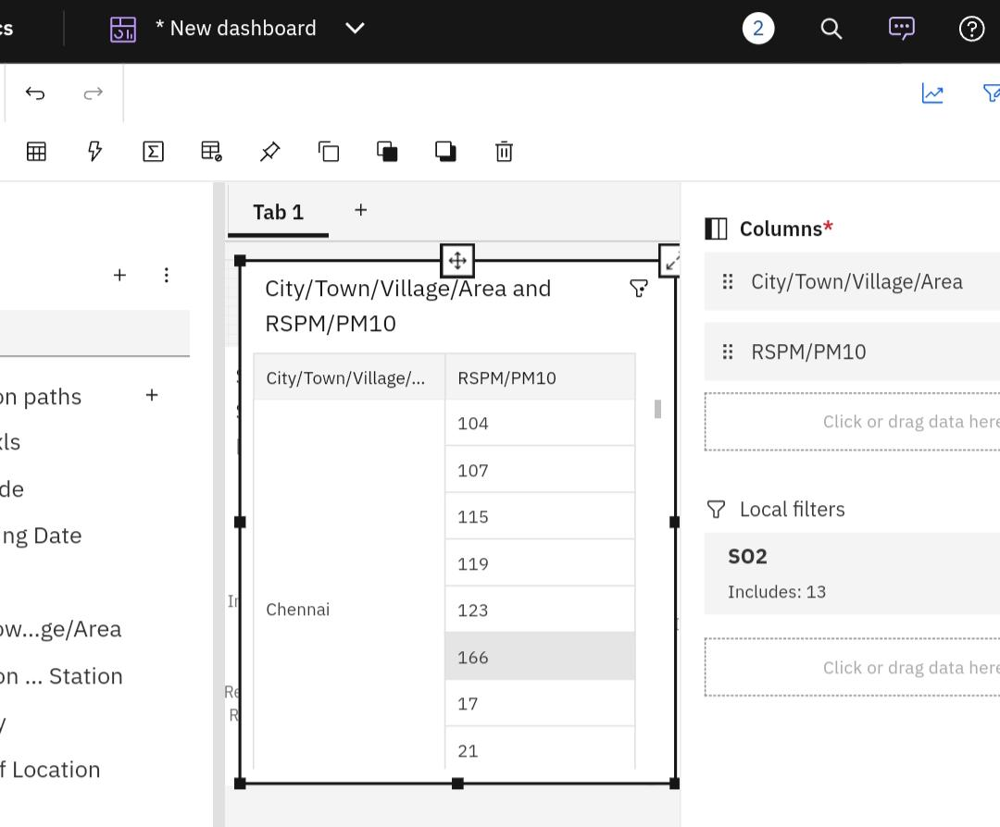 cs
* New dashboard
2
Tab 1
+
City/Town/Village/Area and
RSPM/PM10
City/Town/Village/...
RSPM/PM10
104
107
115
119
123
Chennai
166
17
21
on paths
ls
de
ng Date
ow...ge/Area
on ... Station
y
f Location
In
Re
R
Columns*
City/Town/Village/Area
RSPM/PM10
Click or drag data here
Local filters
SO2
Includes: 13
Click or drag data here